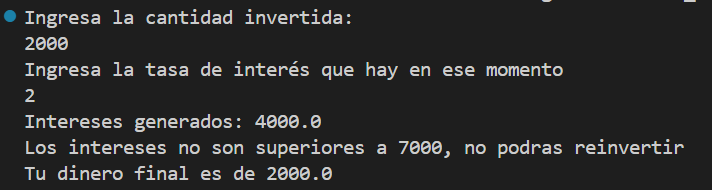 Ingresa la cantidad invertida:
2000
Ingresa la tasa de interés que hay en ese momento
2
Intereses generados: 4000.0
Los intereses no son superiores a 7000, no podras reinvertir
Tu dinero final es de 2000.0